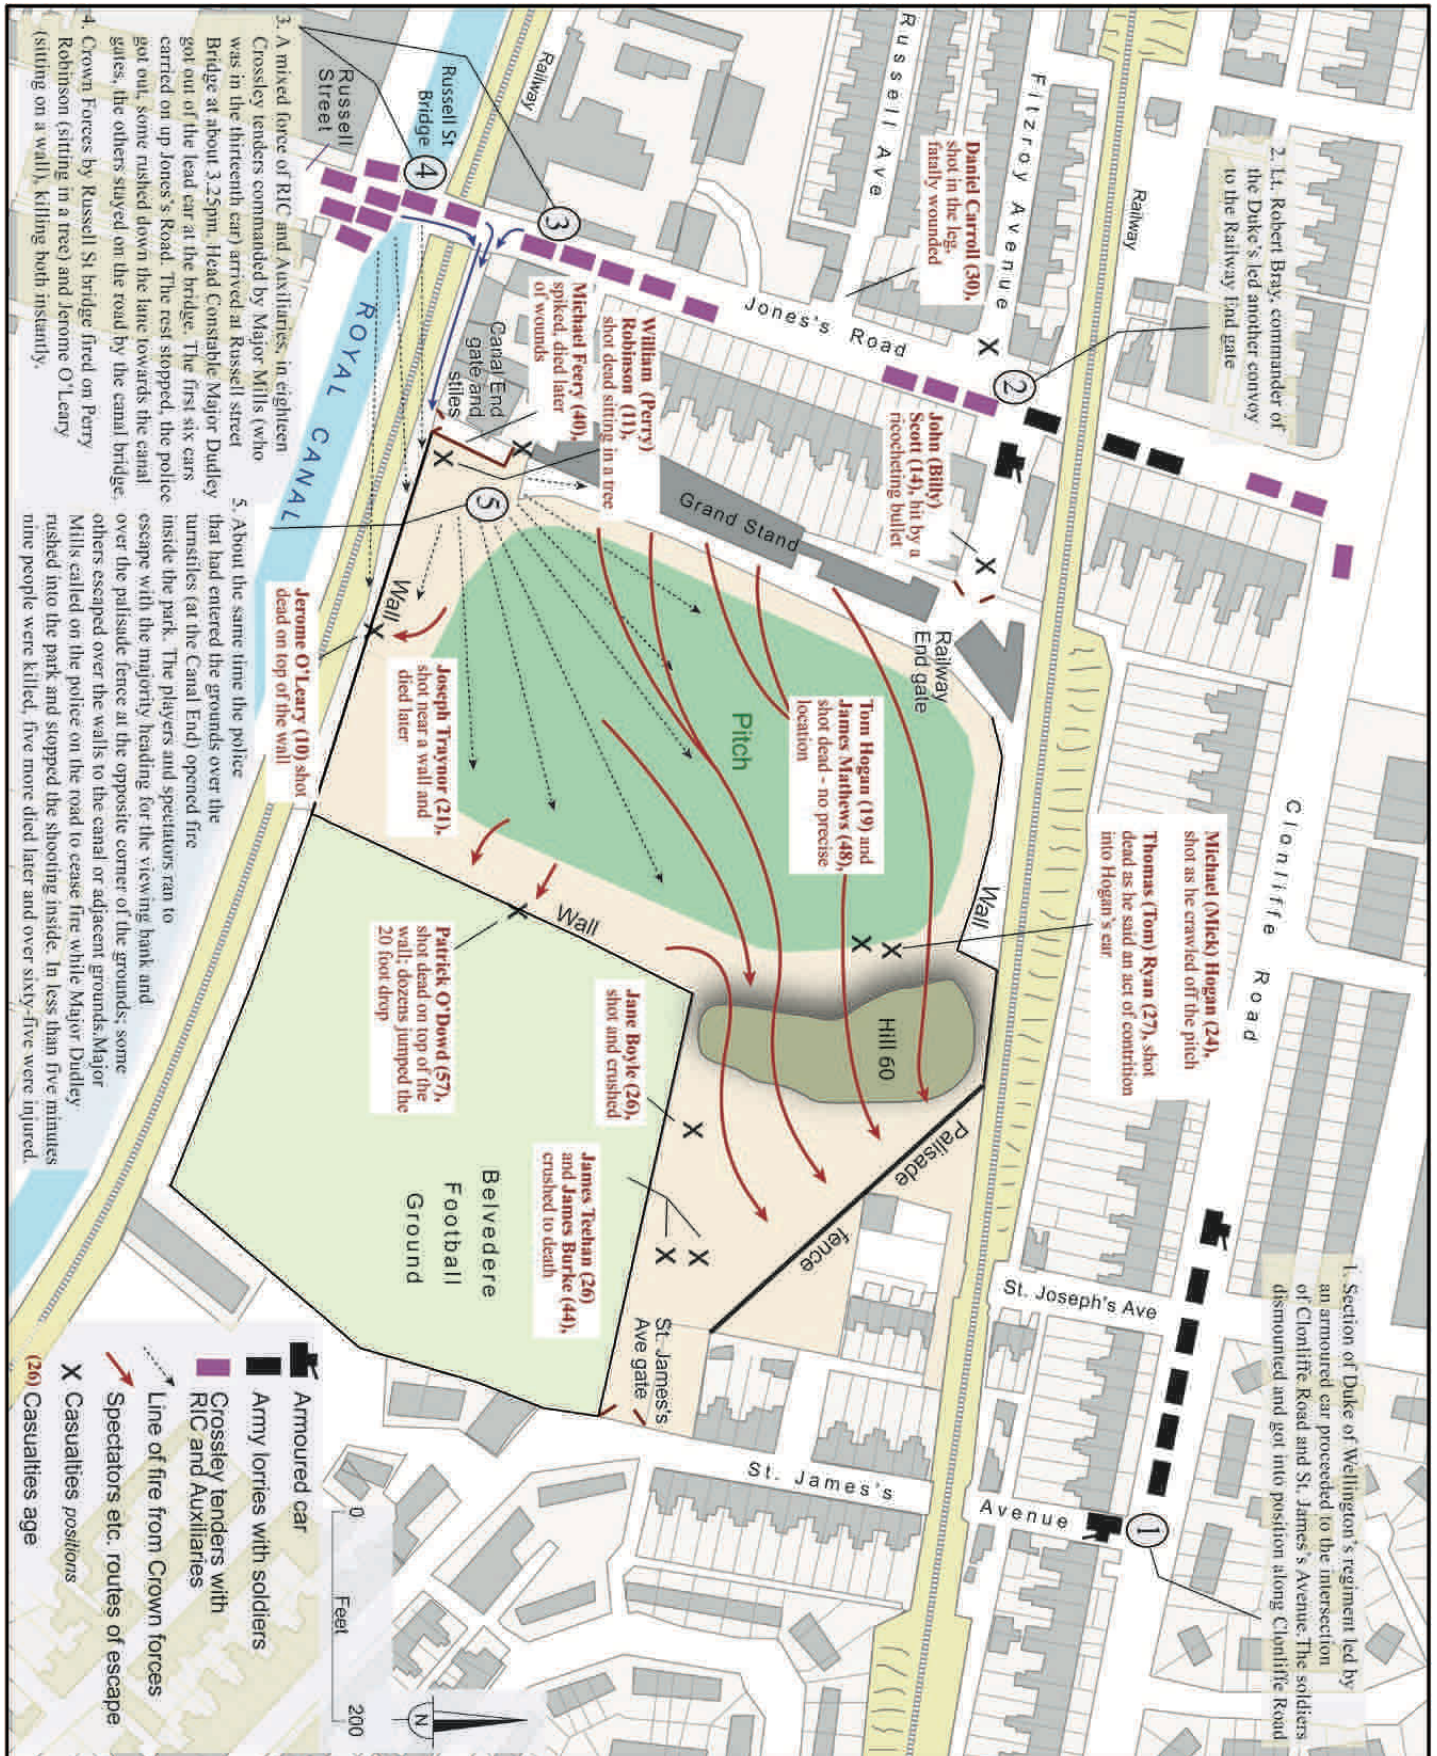 1. Section of Duke of Wellington's regiment led by
an armoured car proceeded to the intersection
of Clonliffe Road and St. James's Avenue.The soldiers
dismounted and got into position along Clonliffe Road
2. Lt. Robert Bray, commander of
the Duke's led another convoy
to the Railway End gate
Clonliffe Road
Michael (Mick) Hogan (24),
shot as he crawled off the pitch
Thomas (Tom) Ryan (27), shot
dead as he said an act of contrition
into Hogan's ear
St. Joseph's Ave
1
Railway
Fitzroy Avenue
2
Russell Ave
Daniel Carroll (30),
shot in the leg,
fatally wounded
Jones's Road
John (Billy)
Scott (14), hit by a
ricocheting bullet
Railway
End gate
Wall
Hill 60
Palisade
fence
St. James's
Avenue
Grand Stand
Tom Hogan (19) and
James Mathews (48),
shot dead - no precise
location
Pitch
Railway
3
William (Perry)
Robinson (11),
shot dead sitting in a tree
Michael Feery (40),
spiked, died later
of wounds
Canal End
gate and
stiles
5
Wall
Jane Boyle (26),
shot and crushed
James Teehan (26)
and James Burke (44),
crushed to death
St. James's
Ave gate
Russell St
Bridge
4
Russell
Street
ROYAL CANAL
Wall
Joseph Traynor (21),
shot near a wall and
died later
Patrick O'Dowd (57),
shot dead on top of the
wall; dozens jumped the
20 foot drop
Belvedere
Football
Ground
Jerome O'Leary (10) shot
dead on top of the wall
3. A mixed force of RIC and Auxiliaries, in eighteen
Crossley tenders commanded by Major Mills (who
was in the thirteenth car) arrived at Russell street
Bridge at about 3.25pm. Head Constable Major Dudley
got out of the lead car at the bridge. The first six cars
carried on up Jones's Road. The rest stopped, the police
got out, some rushed down the lane towards the canal
gates, the others stayed on the road by the canal bridge.
4. Crown Forces by Russell St bridge fired on Perry
Robinson (sitting in a tree) and Jerome O'Leary
(sitting on a wall), killing both instantly.
5. About the same time the police
that had entered the grounds over the
turnstiles (at the Canal End) opened fire
inside the park. The players and spectators ran to
escape with the majority heading for the viewing bank and
over the palisade fence at the opposite corner of the grounds; some
others escaped over the walls to the canal or adjacent grounds.Major
Mills called on the police on the road to cease fire while Major Dudley
rushed into the park and stopped the shooting inside. In less than five minutes
nine people were killed, five more died later and over sixty-five were injured.
0 Feet 200
N
Armoured car
Army lorries with soldiers
Crossley tenders with
RIC and Auxiliaries
Line of fire from Crown forces
Spectators etc. routes of escape
X Casualties positions
(26) Casualties age